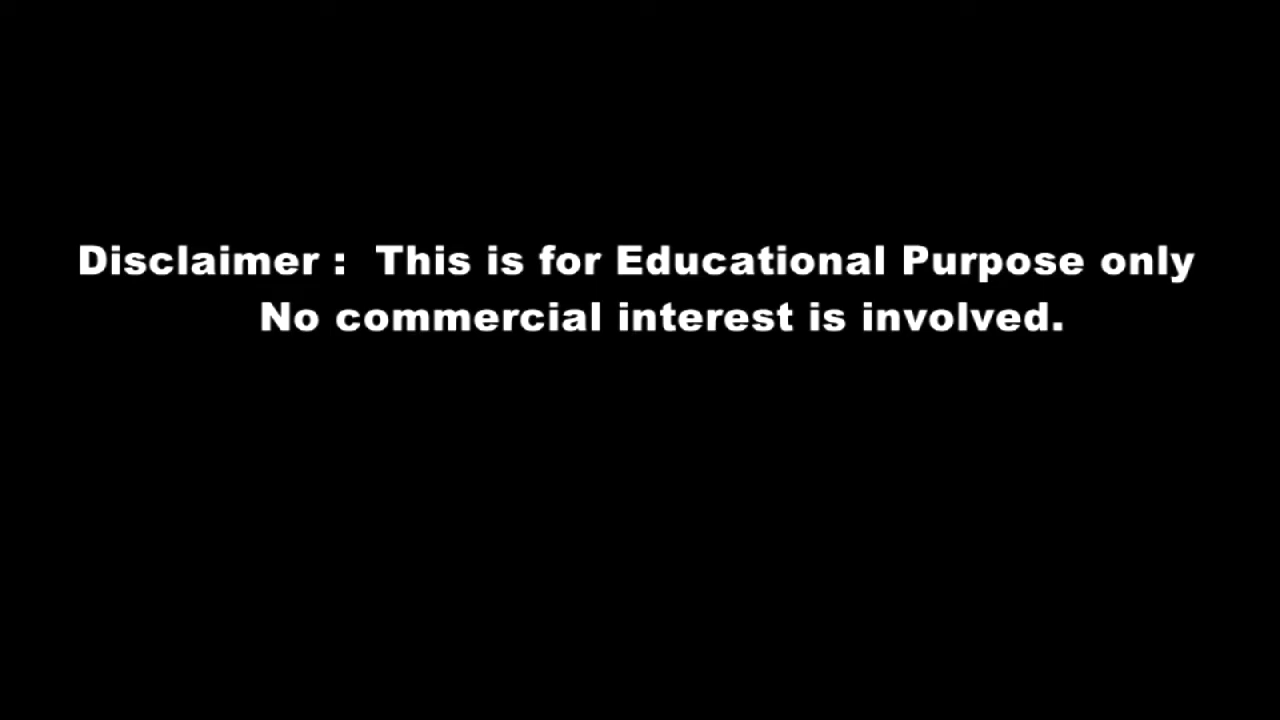 Disclaimer :  This is for Educational Purpose only
No commercial interest is involved.